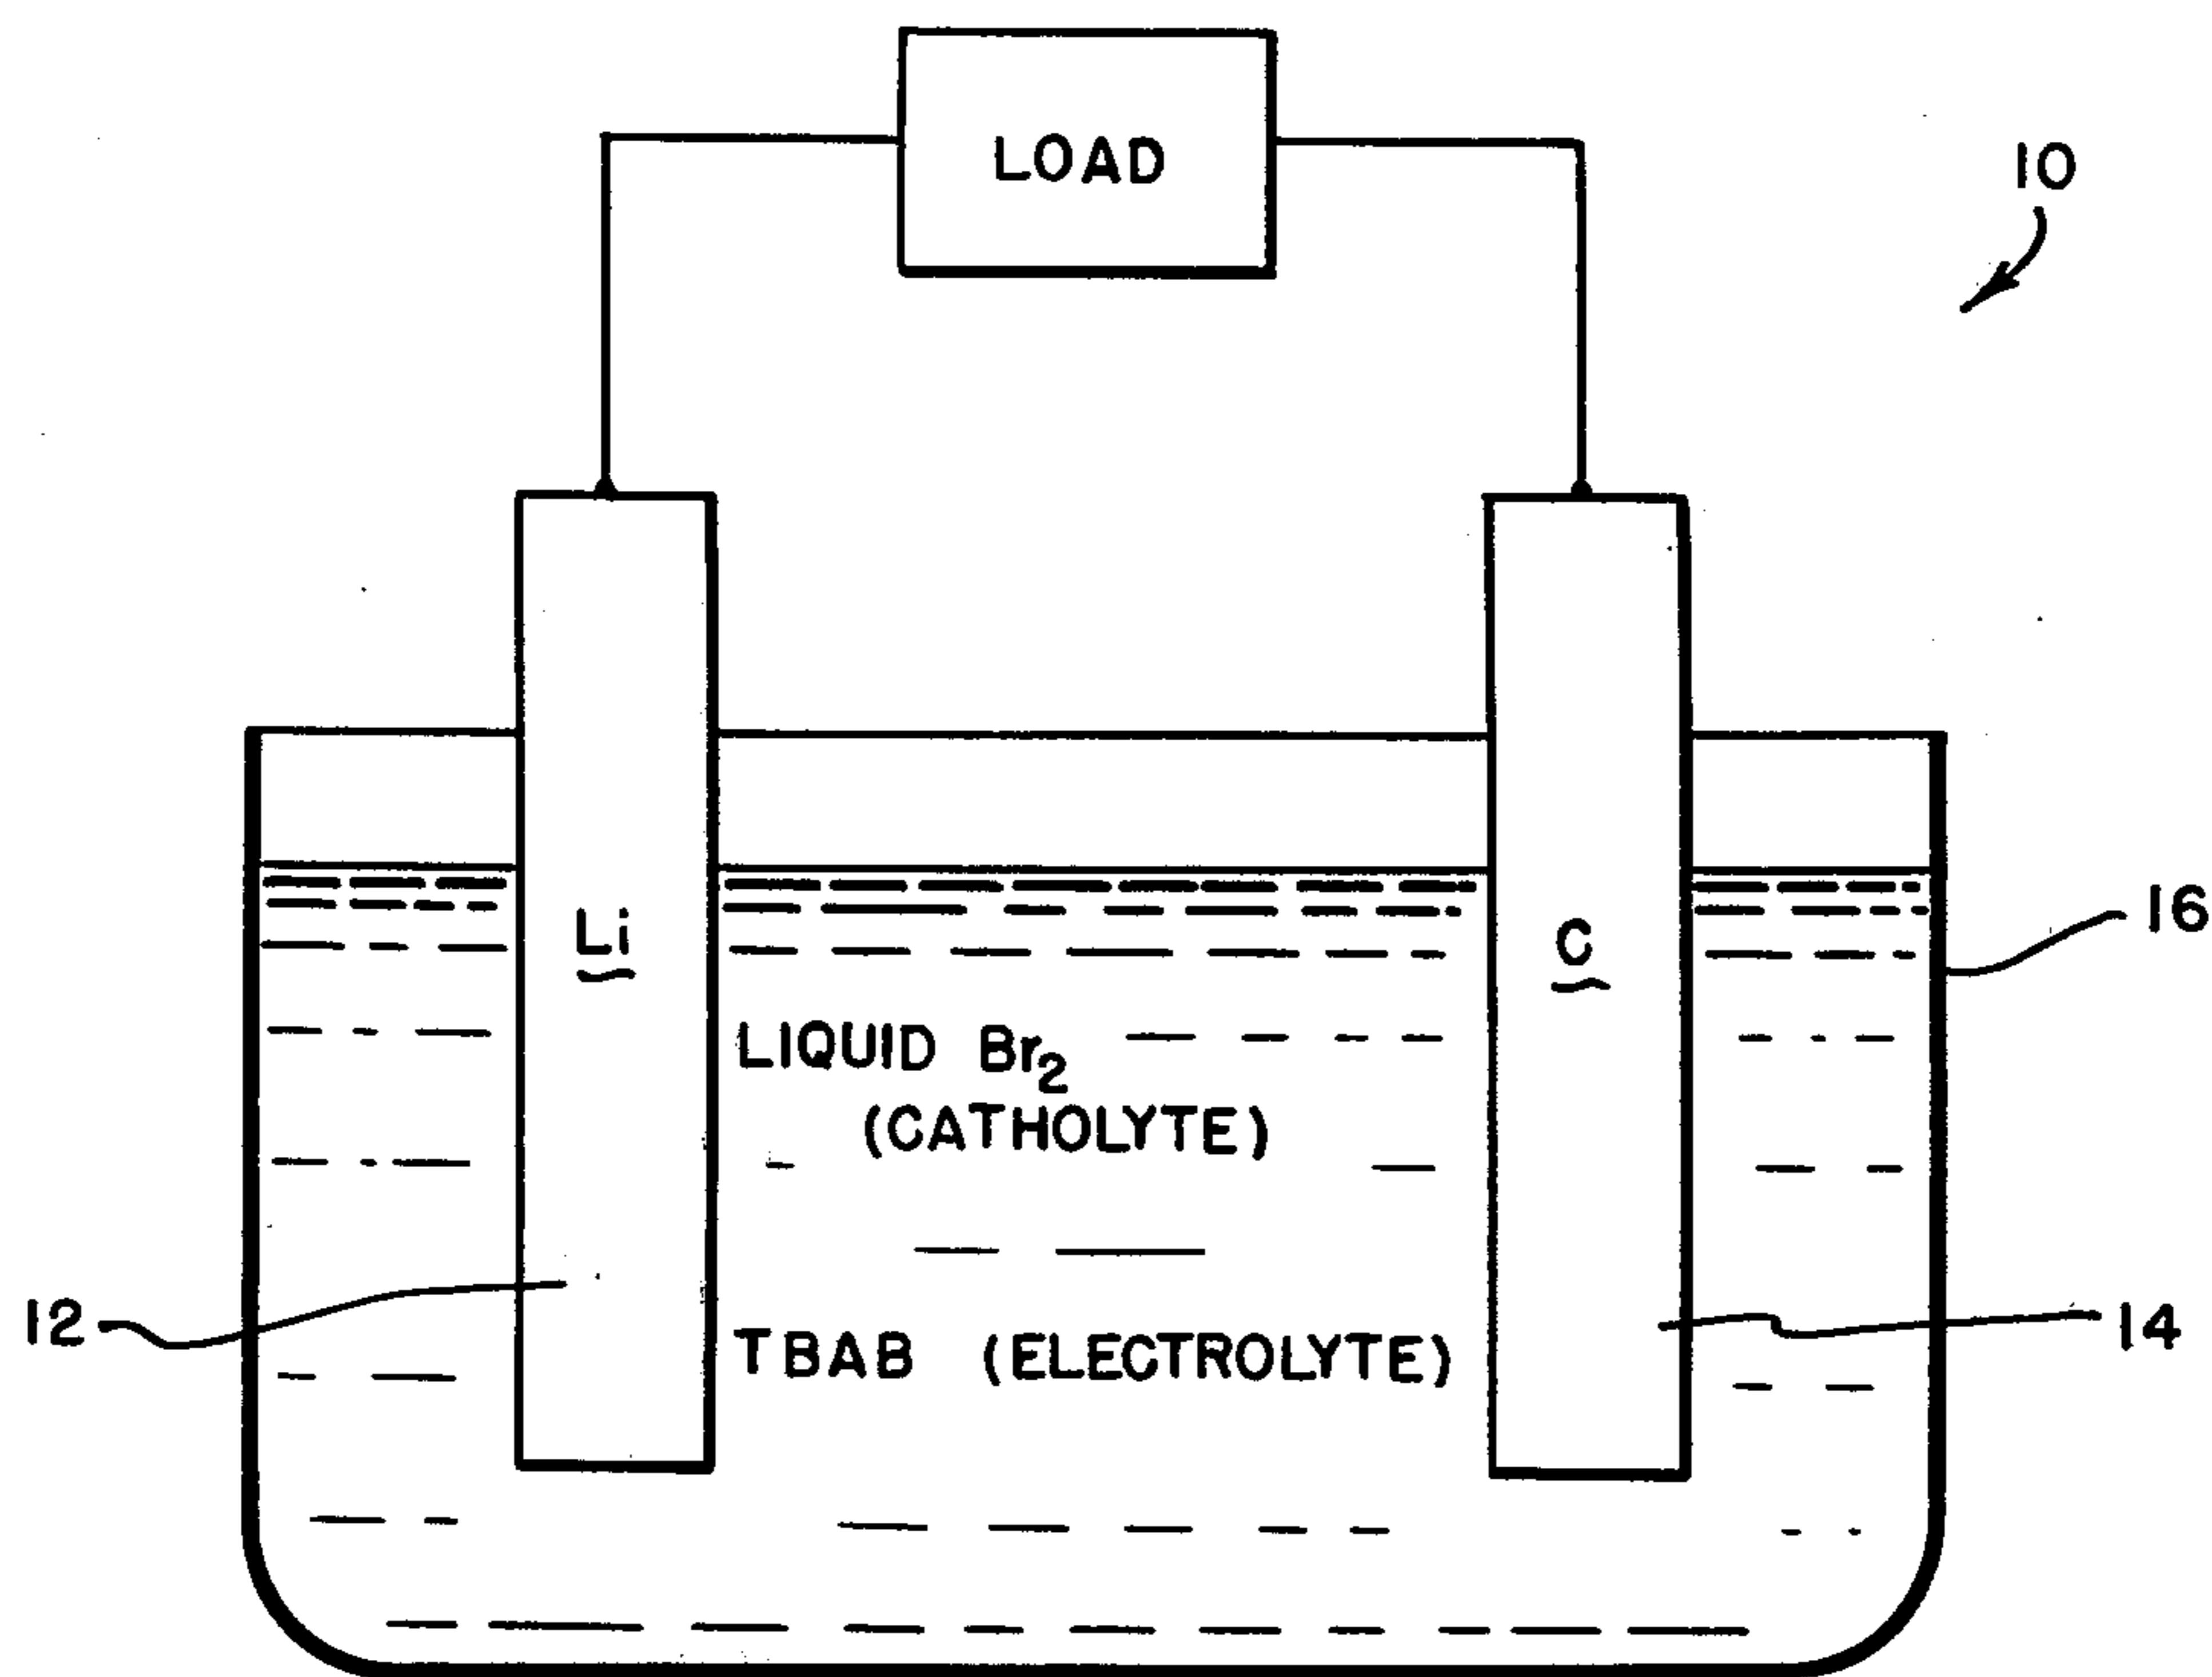 LOAD
10
Li
C
16
LIQUID Br₂
(CATHOLYTE)
12
TBAB (ELECTROLYTE)
14